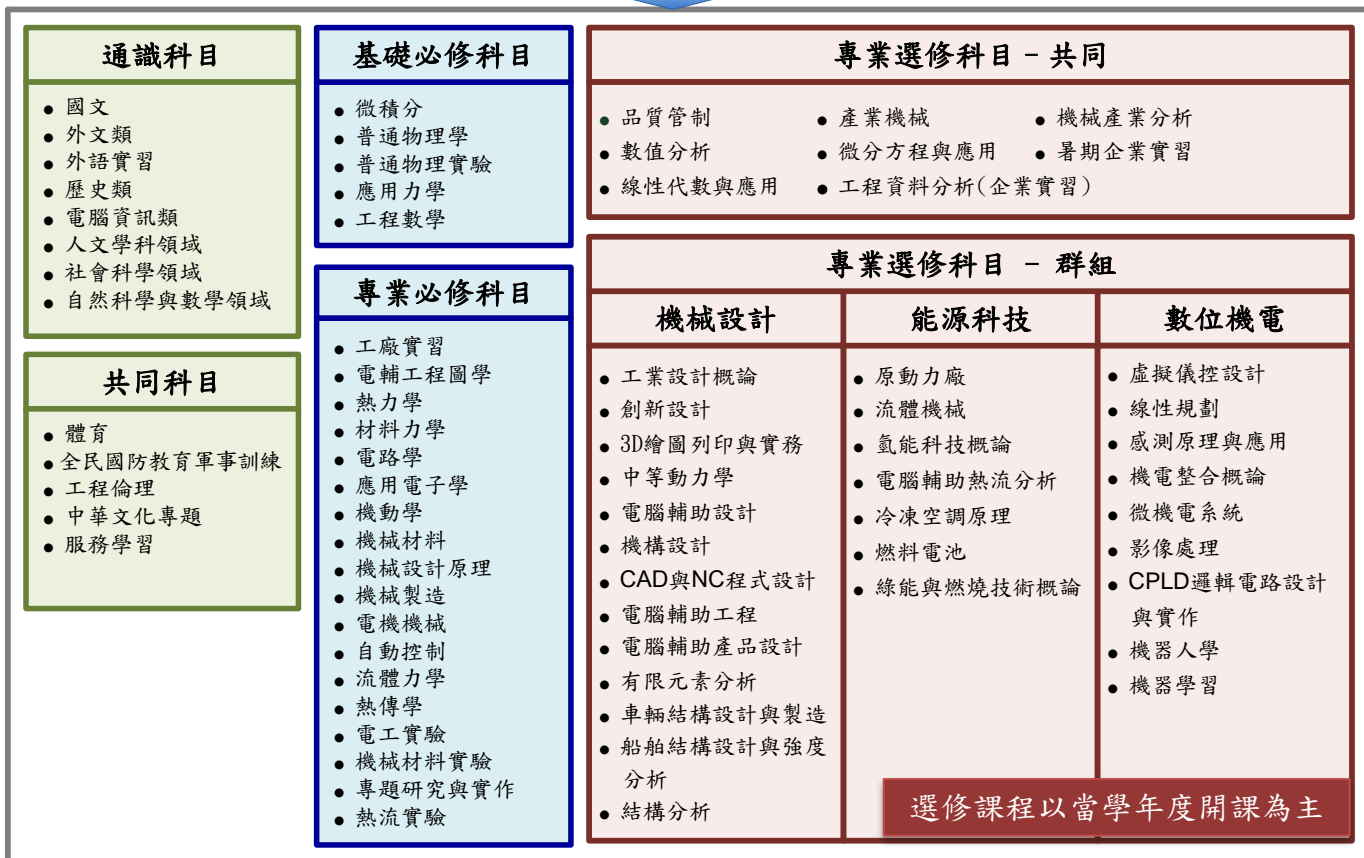 通識科目
● 國文
● 外文類
● 外語實習
● 歷史類
● 電腦資訊類
● 人文學科領域
● 社會科學領域
● 自然科學與數學領域
共同科目
● 體育
● 全民國防教育軍事訓練
● 工程倫理
● 中華文化專題
● 服務學習
基礎必修科目
● 微積分
● 普通物理學
● 普通物理實驗
● 應用力學
● 工程數學
專業必修科目
● 工廠實習
● 電輔工程圖學
● 熱力學
● 材料力學
● 電路學
● 應用電子學
● 機動學
● 機械材料
● 機械設計原理
● 機械製造
● 電機機械
● 自動控制
● 流體力學
● 熱傳學
● 電工實驗
● 機械材料實驗
● 專題研究與實作
● 熱流實驗
專業選修科目 – 共同
● 品質管制 ● 產業機械 ● 機械產業分析
● 數值分析 ● 微分方程與應用 ● 暑期企業實習
● 線性代數與應用 ● 工程資料分析(企業實習)
專業選修科目 – 群組
機械設計
● 工業設計概論
● 創新設計
● 3D繪圖列印與實務
● 中等動力學
● 電腦輔助設計
● 機構設計
● CAD與NC程式設計
● 電腦輔助工程
● 電腦輔助產品設計
● 有限元素分析
● 車輛結構設計與製造
● 船舶結構設計與強度
分析
● 結構分析
能源科技
● 原動力廠
● 流體機械
● 氫能科技概論
● 電腦輔助熱流分析
● 冷凍空調原理
● 燃料電池
● 綠能與燃燒技術概論
數位機電
● 虛擬儀控設計
● 線性規劃
● 感測原理與應用
● 機電整合概論
● 微機電系統
● 影像處理
● CPLD邏輯電路設計
與實作
● 機器人學
● 機器學習
選修課程以當學年度開課為主